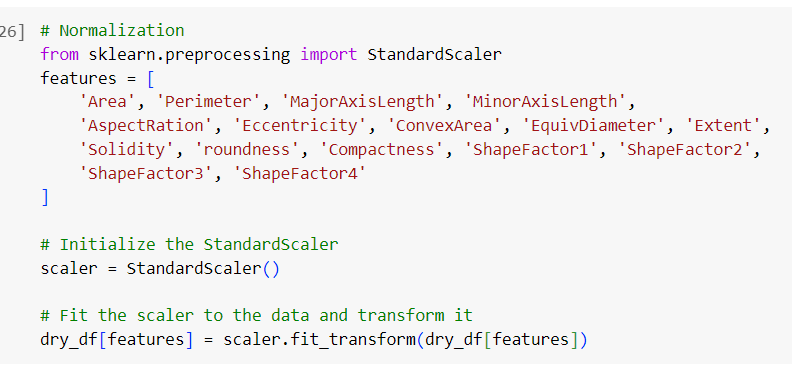 26] # Normalization
from sklearn.preprocessing import StandardScaler
features = [
    'Area', 'Perimeter', 'MajorAxisLength', 'MinorAxisLength',
    'AspectRation', 'Eccentricity', 'ConvexArea', 'EquivDiameter', 'Extent',
    'Solidity', 'roundness', 'Compactness', 'ShapeFactor1', 'ShapeFactor2',
    'ShapeFactor3', 'ShapeFactor4'
]
# Initialize the StandardScaler
scaler = StandardScaler()
# Fit the scaler to the data and transform it
dry_df[features] = scaler.fit_transform(dry_df[features])